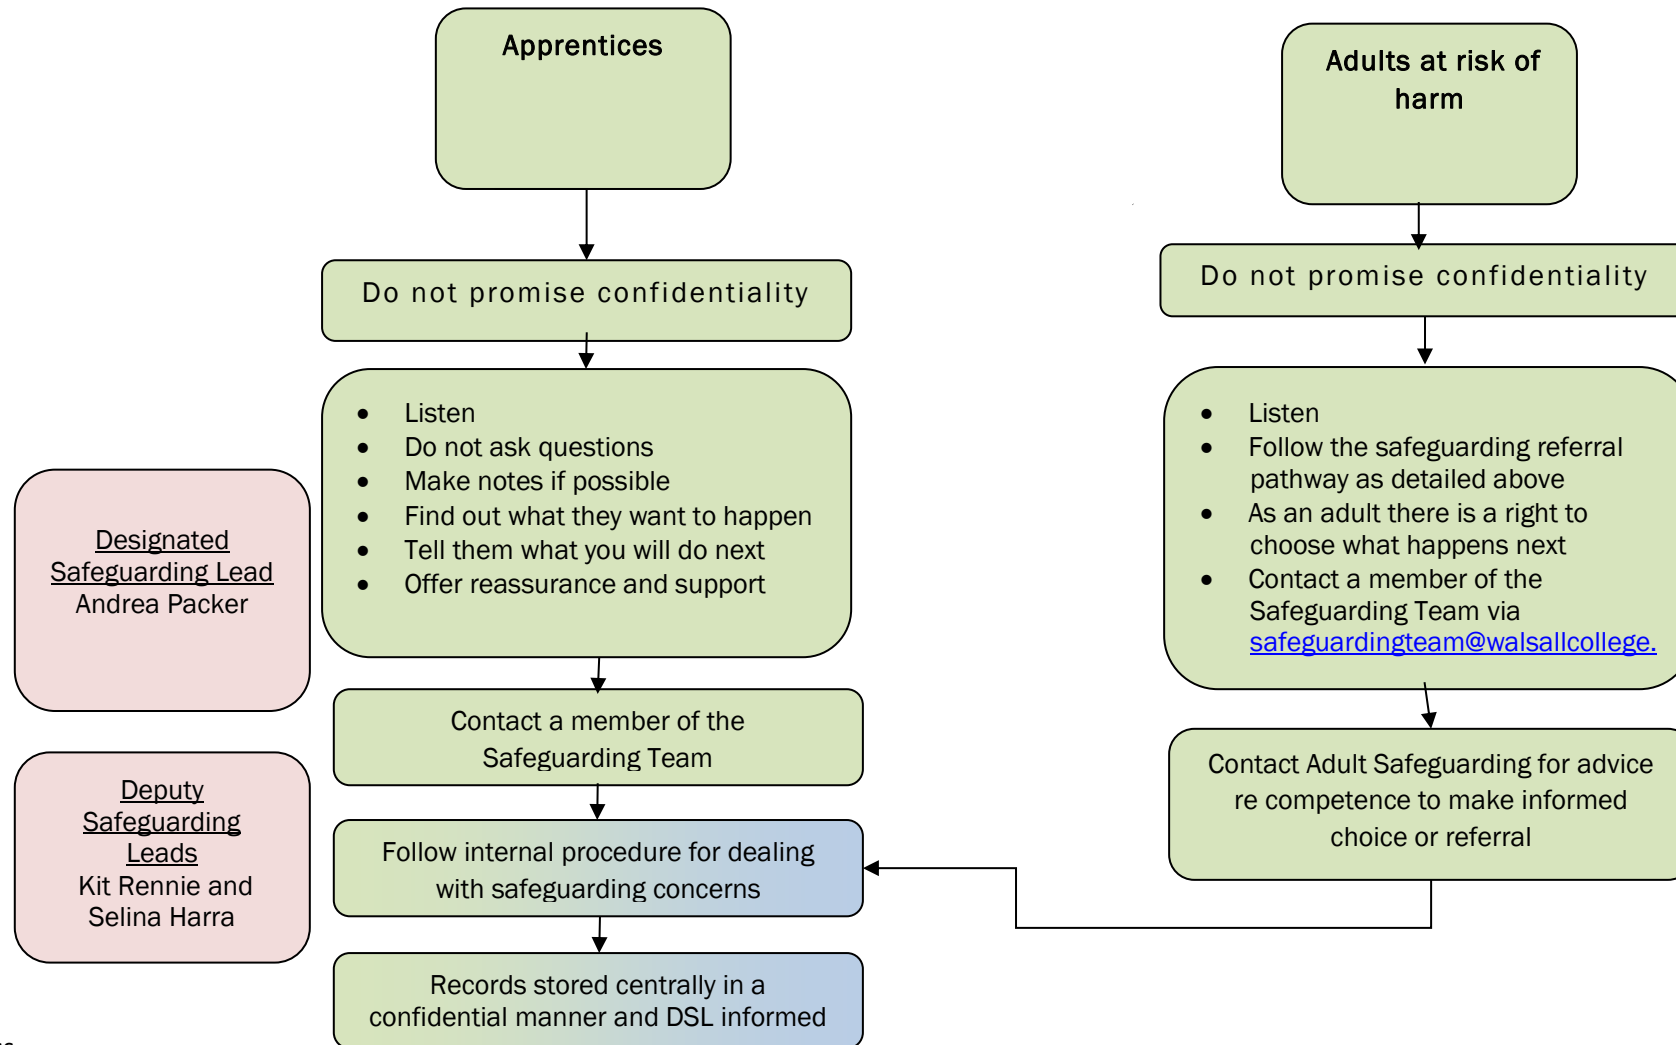 Apprentices
Adults at risk of
harm
Do not promise confidentiality
Do not promise confidentiality
• Listen
• Do not ask questions
• Make notes if possible
• Find out what they want to happen
• Tell them what you will do next
• Offer reassurance and support
• Listen
• Follow the safeguarding referral
pathway as detailed above
• As an adult there is a right to
choose what happens next
• Contact a member of the
Safeguarding Team via
safeguardingteam@walsallcollege.
Designated
Safeguarding Lead
Andrea Packer
Contact a member of the
Safeguarding Team
Contact Adult Safeguarding for advice
re competence to make informed
choice or referral
Deputy
Safeguarding
Leads
Kit Rennie and
Selina Harra
Follow internal procedure for dealing
with safeguarding concerns
Records stored centrally in a
confidential manner and DSL informed